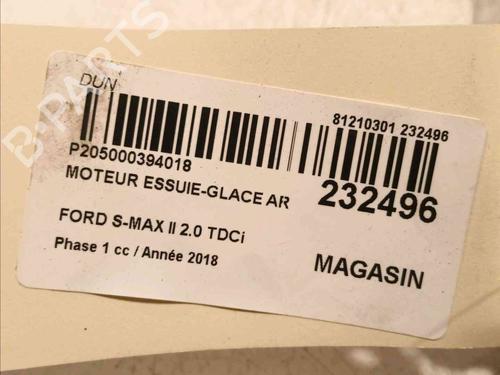 B-PARTS
DUN
81210301 232496
P205000394018
MOTEUR ESSUIE-GLACE AR
232496
FORD S-MAX II 2.0 TDCi
Phase 1 cc / Année 2018
MAGASIN